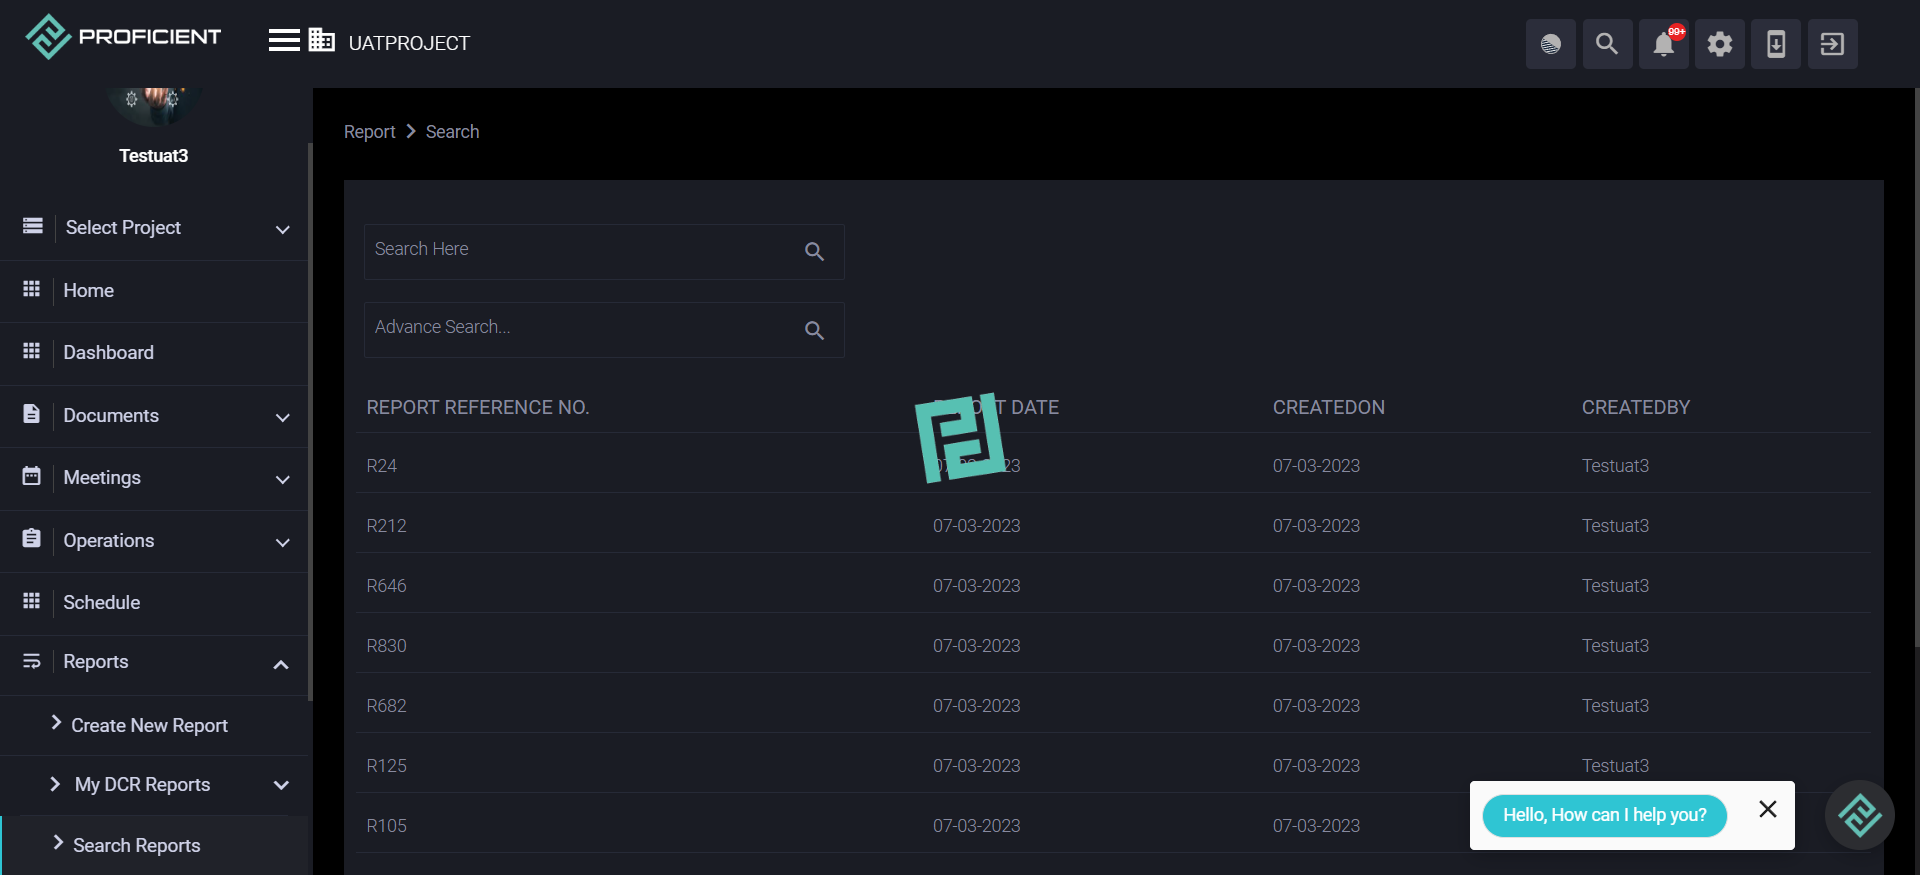 PROFICIENT
UATPROJECT
99+
Testuat3
Select Project
Home
Dashboard
Documents
Meetings
Operations
Schedule
Reports
Create New Report
My DCR Reports
Search Reports
Report > Search
Search Here
Advance Search...
REPORT REFERENCE NO. REPORT DATE CREATEDON CREATEDBY
R24 07-03-2023 07-03-2023 Testuat3
R212 07-03-2023 07-03-2023 Testuat3
R646 07-03-2023 07-03-2023 Testuat3
R830 07-03-2023 07-03-2023 Testuat3
R682 07-03-2023 07-03-2023 Testuat3
R125 07-03-2023 07-03-2023 Testuat3
R105 07-03-2023 07-03-2023
Hello, How can I help you?